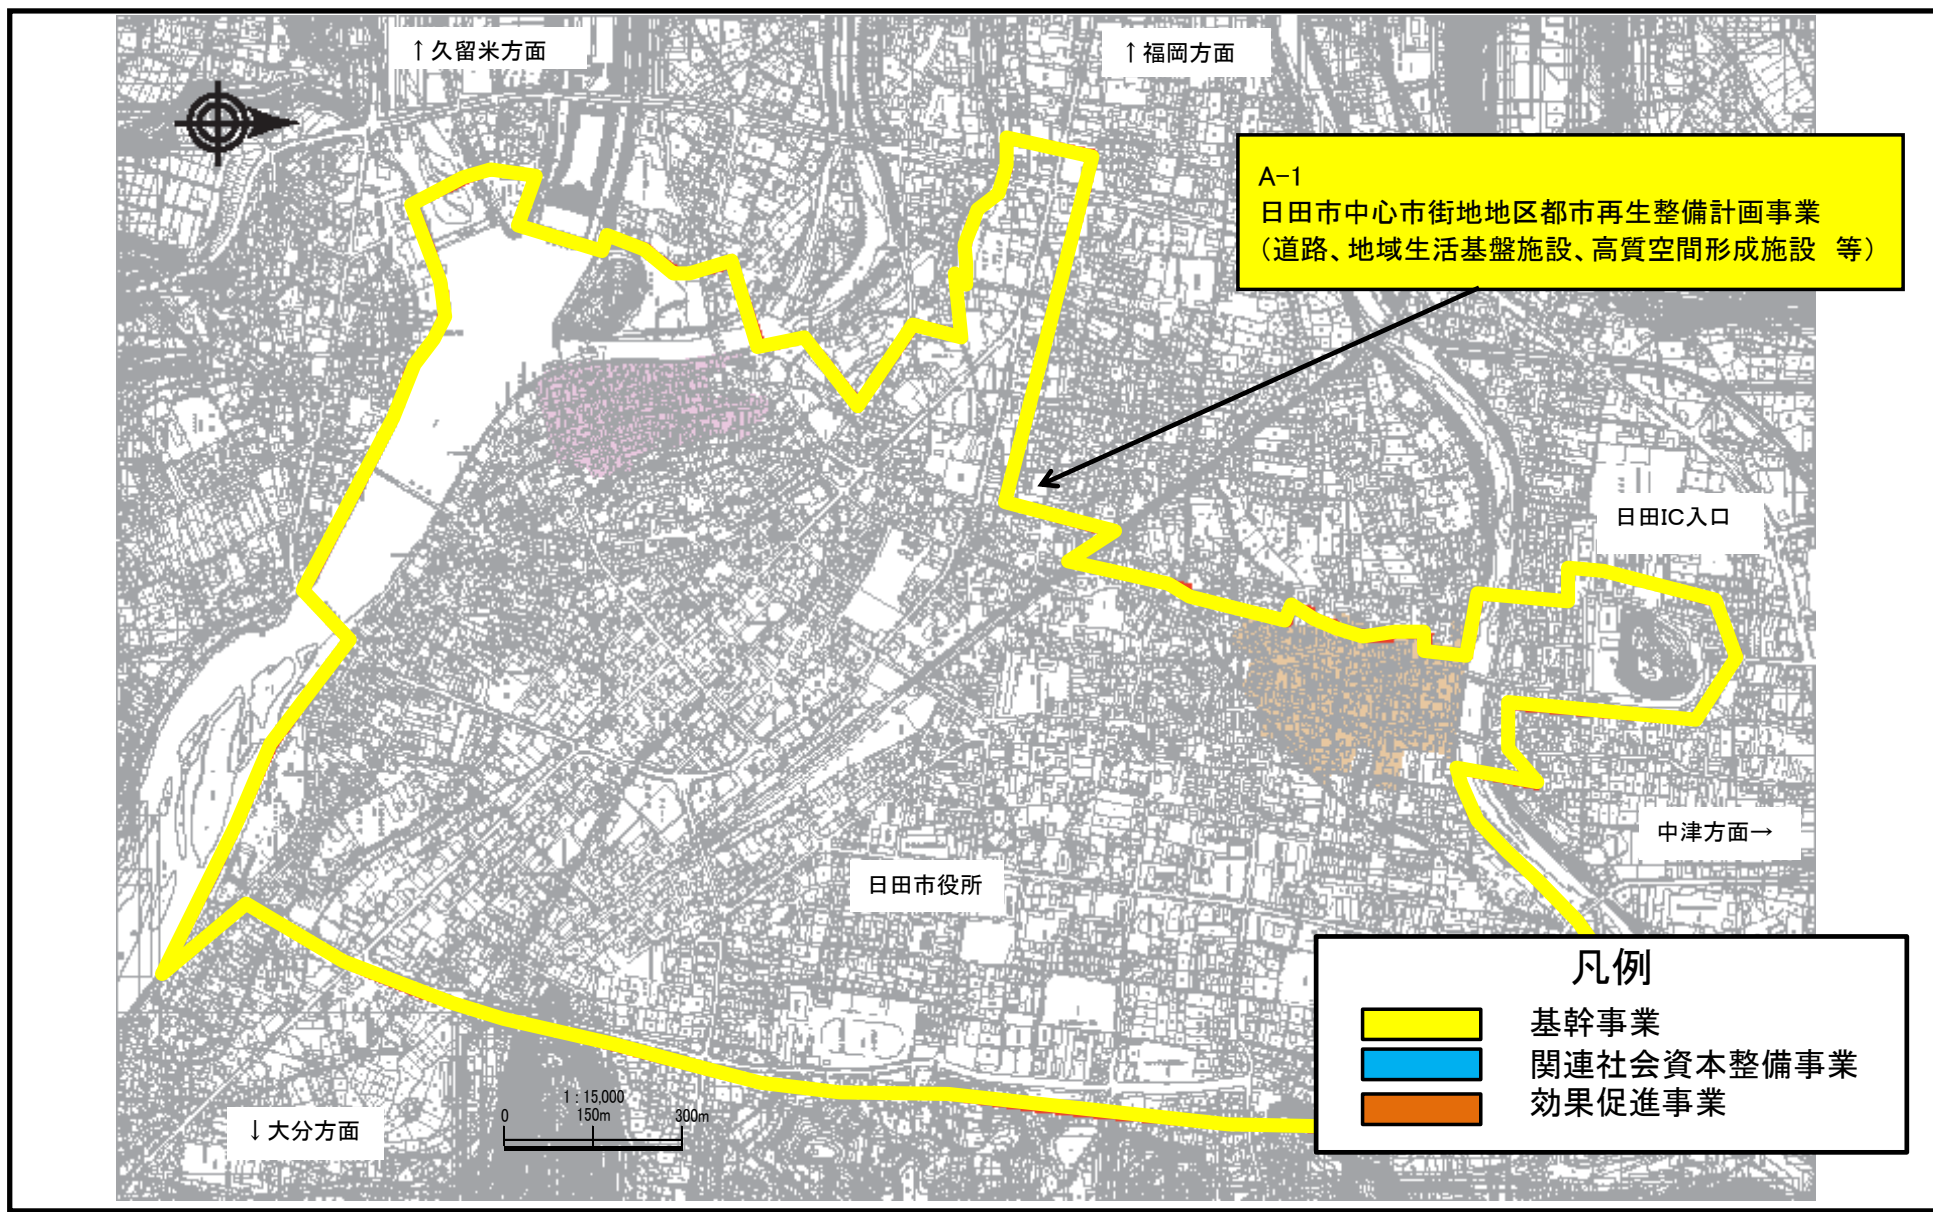 ↑久留米方面
↑福岡方面
A-1
日田市中心市街地地区都市再生整備計画事業
（道路、地域生活基盤施設、高質空間形成施設　等）
日田IC入口
中津方面→
日田市役所
凡例
基幹事業
関連社会資本整備事業
効果促進事業
1：15,000
0 150m 300m
↓大分方面